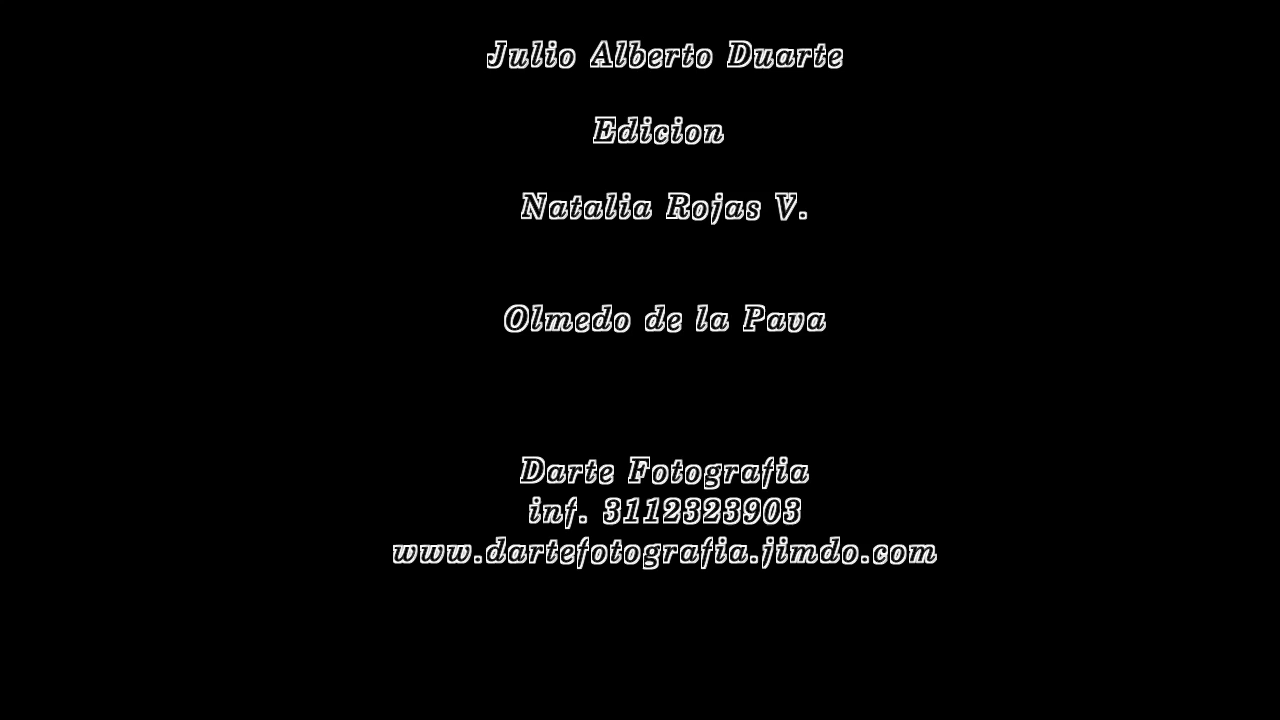 Julio Alberto Duarte
Edicion
Natalia Rojas V.
Olmedo de la Pava
Darte Fotografia
inf. 3112323903
www.dartefotografia.jimdo.com